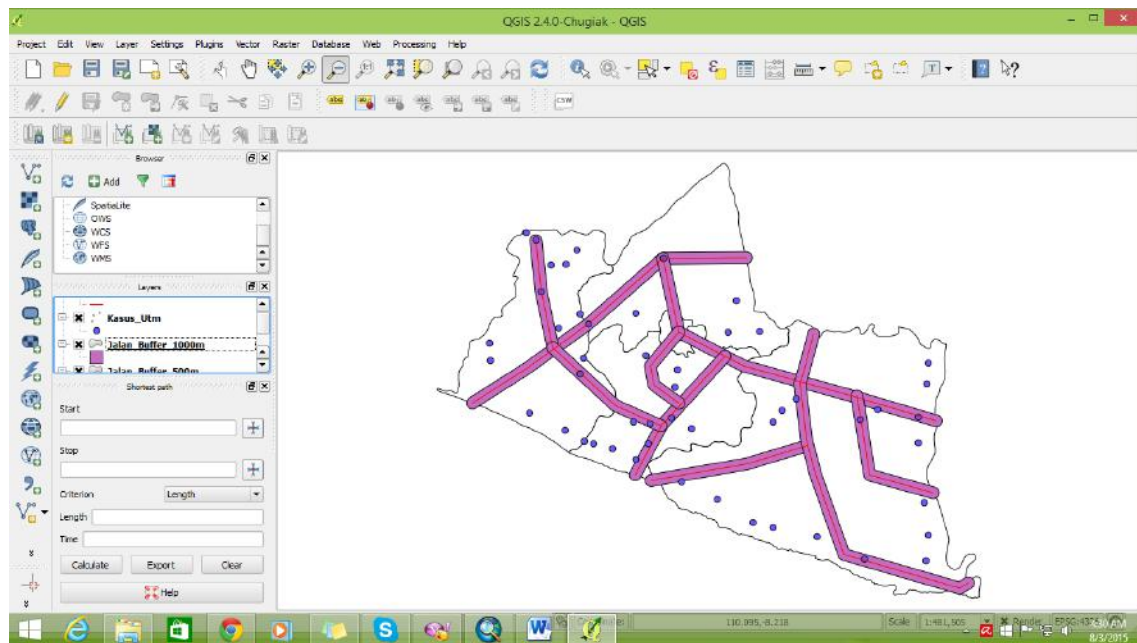 QGIS 2.4.0-Chugiak - QGIS
Project Edit View Layer Settings Plugins Vector Raster Database Web Processing Help
CSW
Browser
Add
SpatiaLite
OWS
WCS
WFS
WMS
Layers
Kasus_Utm
Jalan_Buffer_1000m
Jalan_Buffer_500m
Shortest path
Start
Stop
Criterion Length
Length
Time
Calculate Export Clear
Help
110.995,-8.218 Scale 1:481,505 Render
8/3/2015